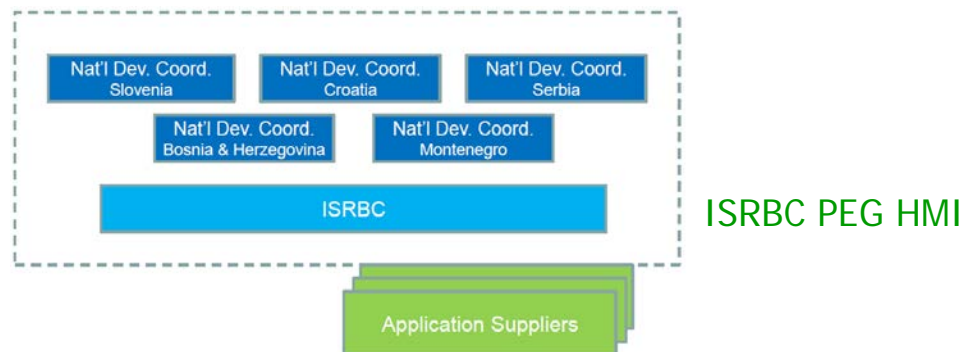 Nat'l Dev. Coord.
Slovenia
Nat'l Dev. Coord.
Croatia
Nat'l Dev. Coord.
Serbia
Nat'l Dev. Coord.
Bosnia & Herzegovina
Nat'l Dev. Coord.
Montenegro
ISRBC
ISRBC PEG HMI
Application Suppliers